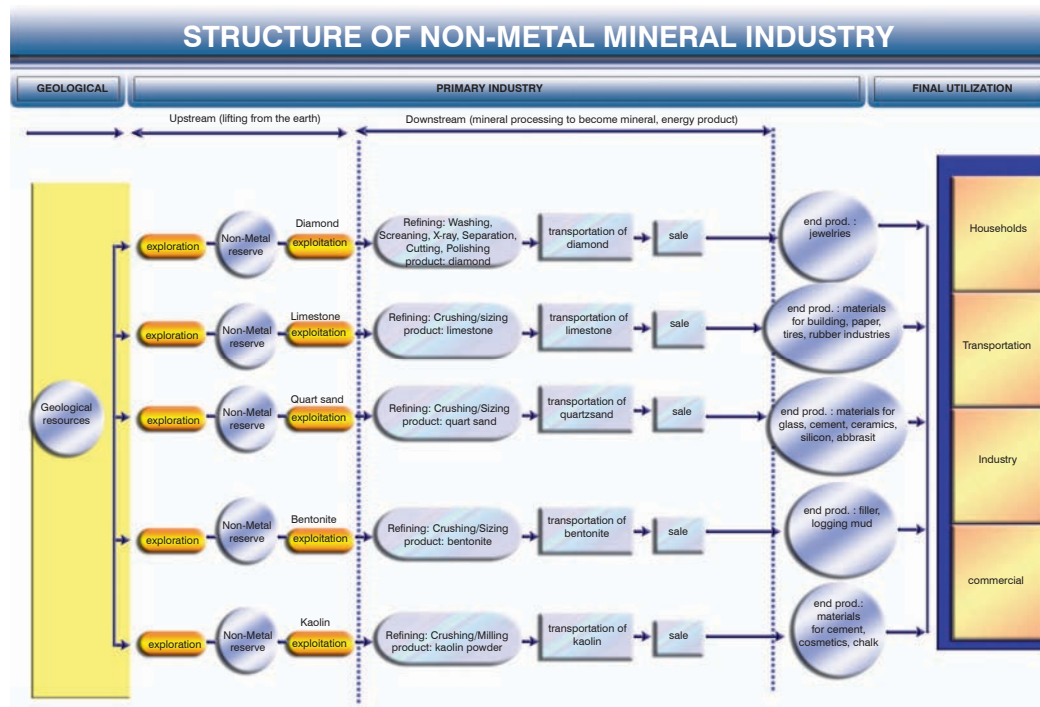 STRUCTURE OF NON-METAL MINERAL INDUSTRY
GEOLOGICAL
PRIMARY INDUSTRY
FINAL UTILIZATION
Upstream (lifting from the earth)
Downstream (mineral processing to become mineral, energy product)
Geological
resources
exploration
Non-Metal
reserve
Diamond
exploitation
Refining: Washing,
Screaning, X-ray, Separation,
Cutting, Polishing
product: diamond
transportation of
diamond
sale
end prod. :
jewelries
exploration
Non-Metal
reserve
Limestone
exploitation
Refining: Crushing/sizing
product: limestone
transportation of
limestone
sale
end prod. : materials
for building, paper,
tires, rubber industries
exploration
Non-Metal
reserve
Quart sand
exploitation
Refining: Crushing/Sizing
product: quart sand
transportation of
quartzsand
sale
end prod. : materials for
glass, cement, ceramics,
silicon, abbrasit
exploration
Non-Metal
reserve
Bentonite
exploitation
Refining: Crushing/Sizing
product: bentonite
transportation of
bentonite
sale
end prod. : filler,
logging mud
exploration
Non-Metal
reserve
Kaolin
exploitation
Refining: Crushing/Milling
product: kaolin powder
transportation of
kaolin
sale
end prod.:
materials
for cement,
cosmetics, chalk
Households
Transportation
Industry
commercial